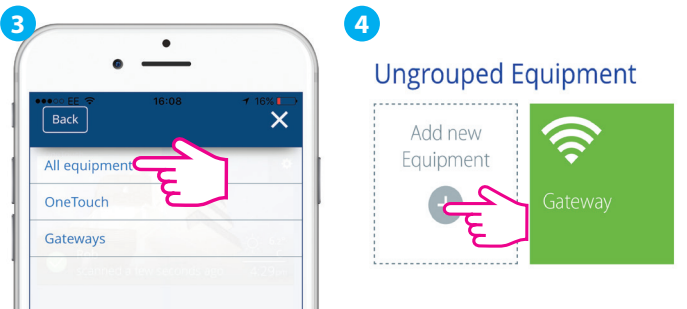 3
EE 16:08 16%
Back
All equipment
OneTouch
Gateways
4
Ungrouped Equipment
Add new
Equipment
Gateway